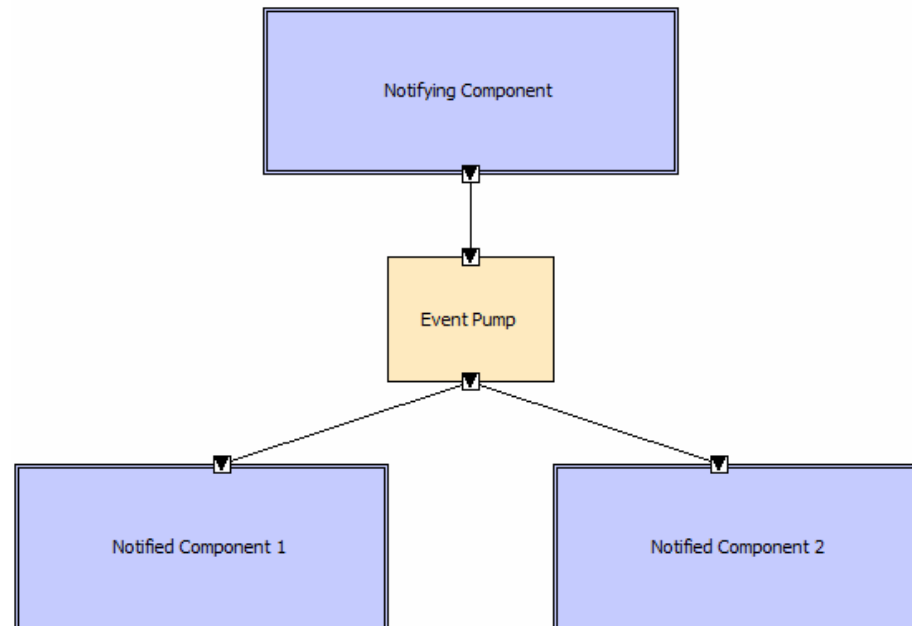 Notifying Component
Event Pump
Notified Component 1
Notified Component 2